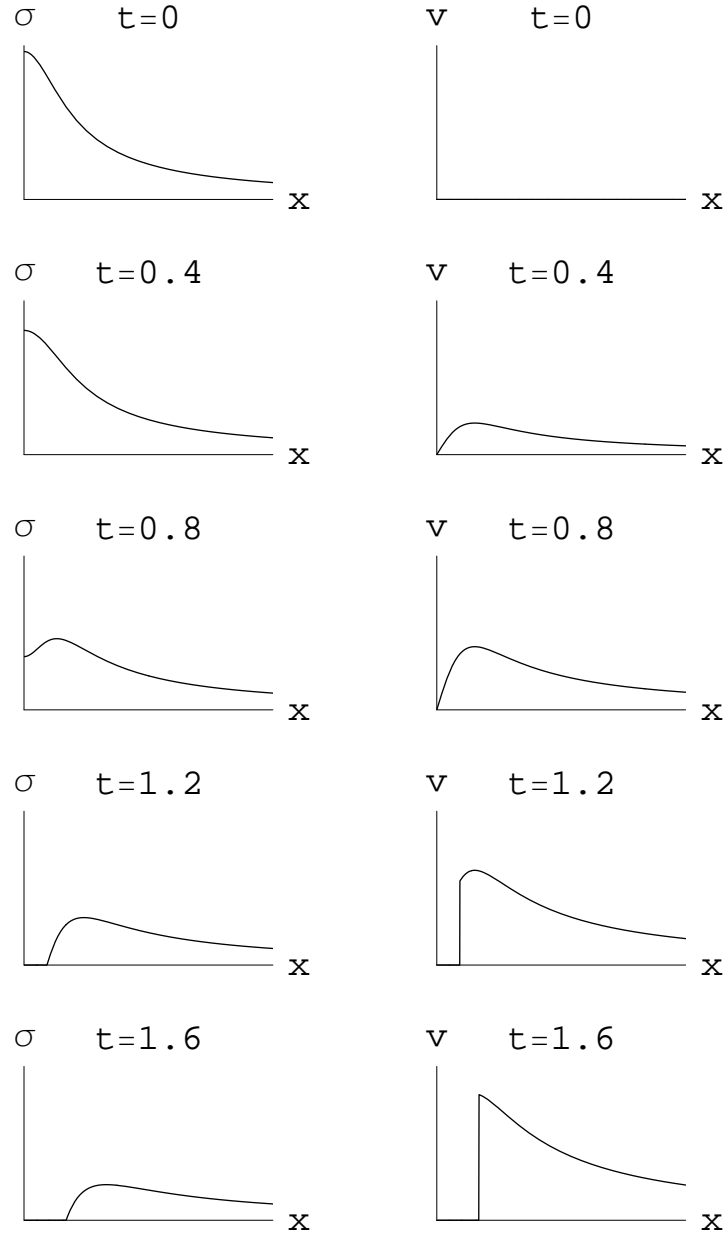 σ t=0 v t=0
x x
σ t=0.4 v t=0.4
x x
σ t=0.8 v t=0.8
x x
σ t=1.2 v t=1.2
x x
σ t=1.6 v t=1.6
x x